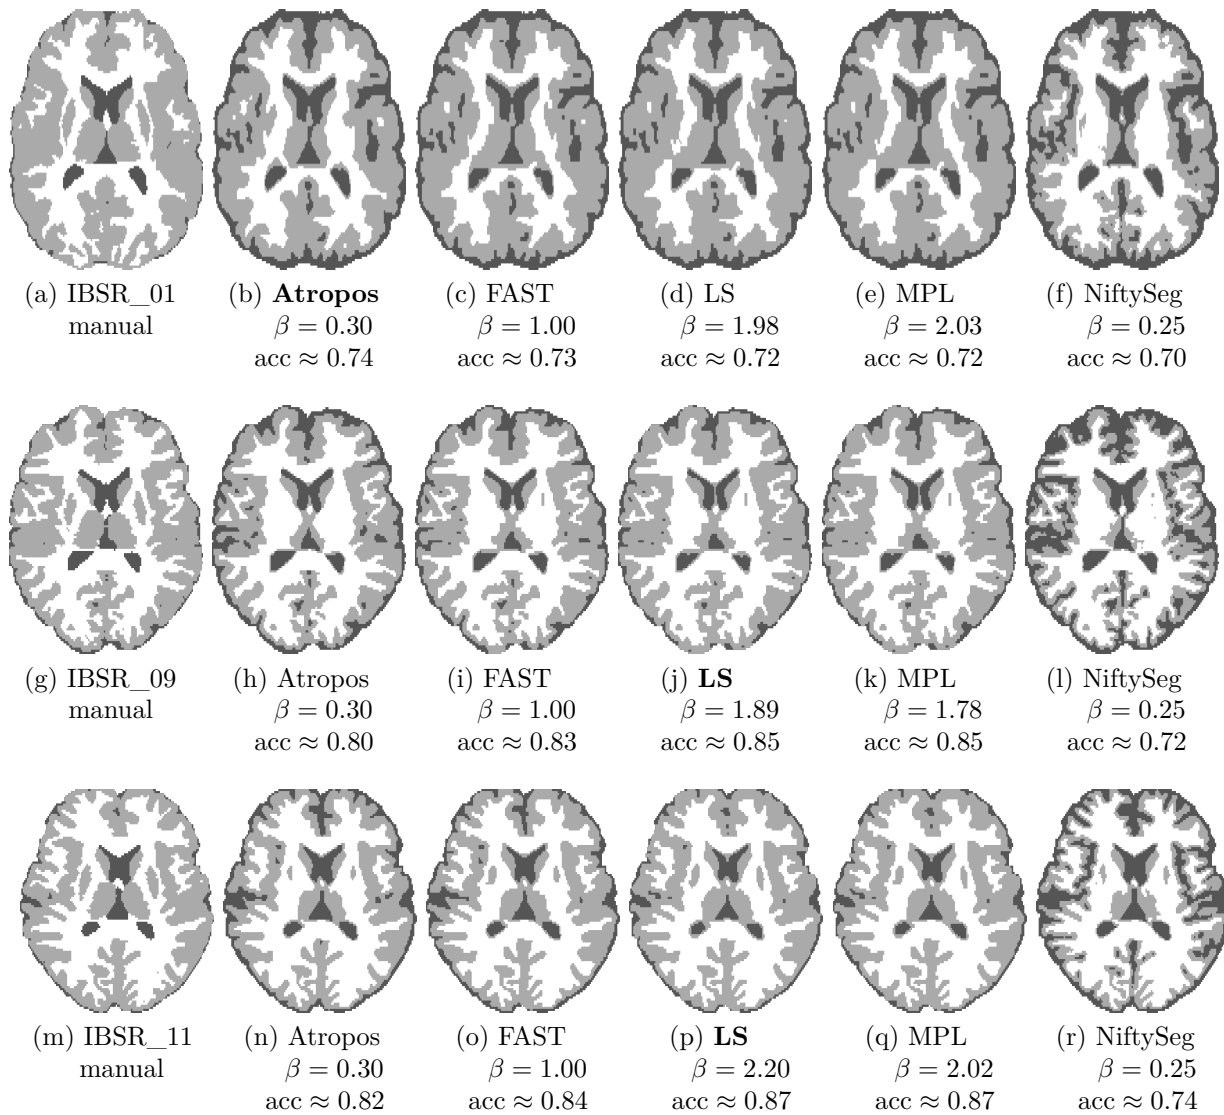 (a) IBSR_01 manual
(b) Atropos β = 0.30 acc ≈ 0.74
(c) FAST β = 1.00 acc ≈ 0.73
(d) LS β = 1.98 acc ≈ 0.72
(e) MPL β = 2.03 acc ≈ 0.72
(f) NiftySeg β = 0.25 acc ≈ 0.70
(g) IBSR_09 manual
(h) Atropos β = 0.30 acc ≈ 0.80
(i) FAST β = 1.00 acc ≈ 0.83
(j) LS β = 1.89 acc ≈ 0.85
(k) MPL β = 1.78 acc ≈ 0.85
(l) NiftySeg β = 0.25 acc ≈ 0.72
(m) IBSR_11 manual
(n) Atropos β = 0.30 acc ≈ 0.82
(o) FAST β = 1.00 acc ≈ 0.84
(p) LS β = 2.20 acc ≈ 0.87
(q) MPL β = 2.02 acc ≈ 0.87
(r) NiftySeg β = 0.25 acc ≈ 0.74